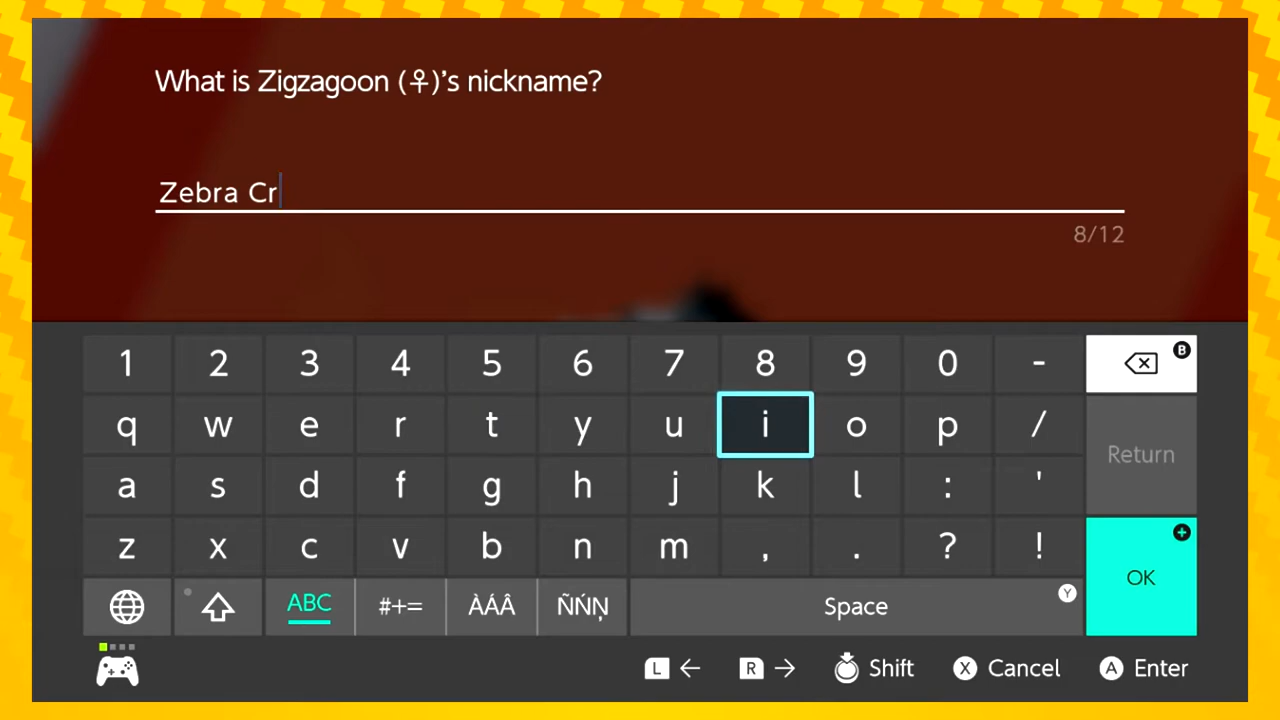 What is Zigzagoon (♀)'s nickname?
Zebra Cr
8/12
1 2 3 4 5 6 7 8 9 0 - B
q w e r t y u i o p /
Return
a s d f g h j k l : '
z x c v b n m , . ? ! +
OK
ABC #+= ÀÁÂ ÑŃŅ Space Y
L ← R → Shift X Cancel A Enter